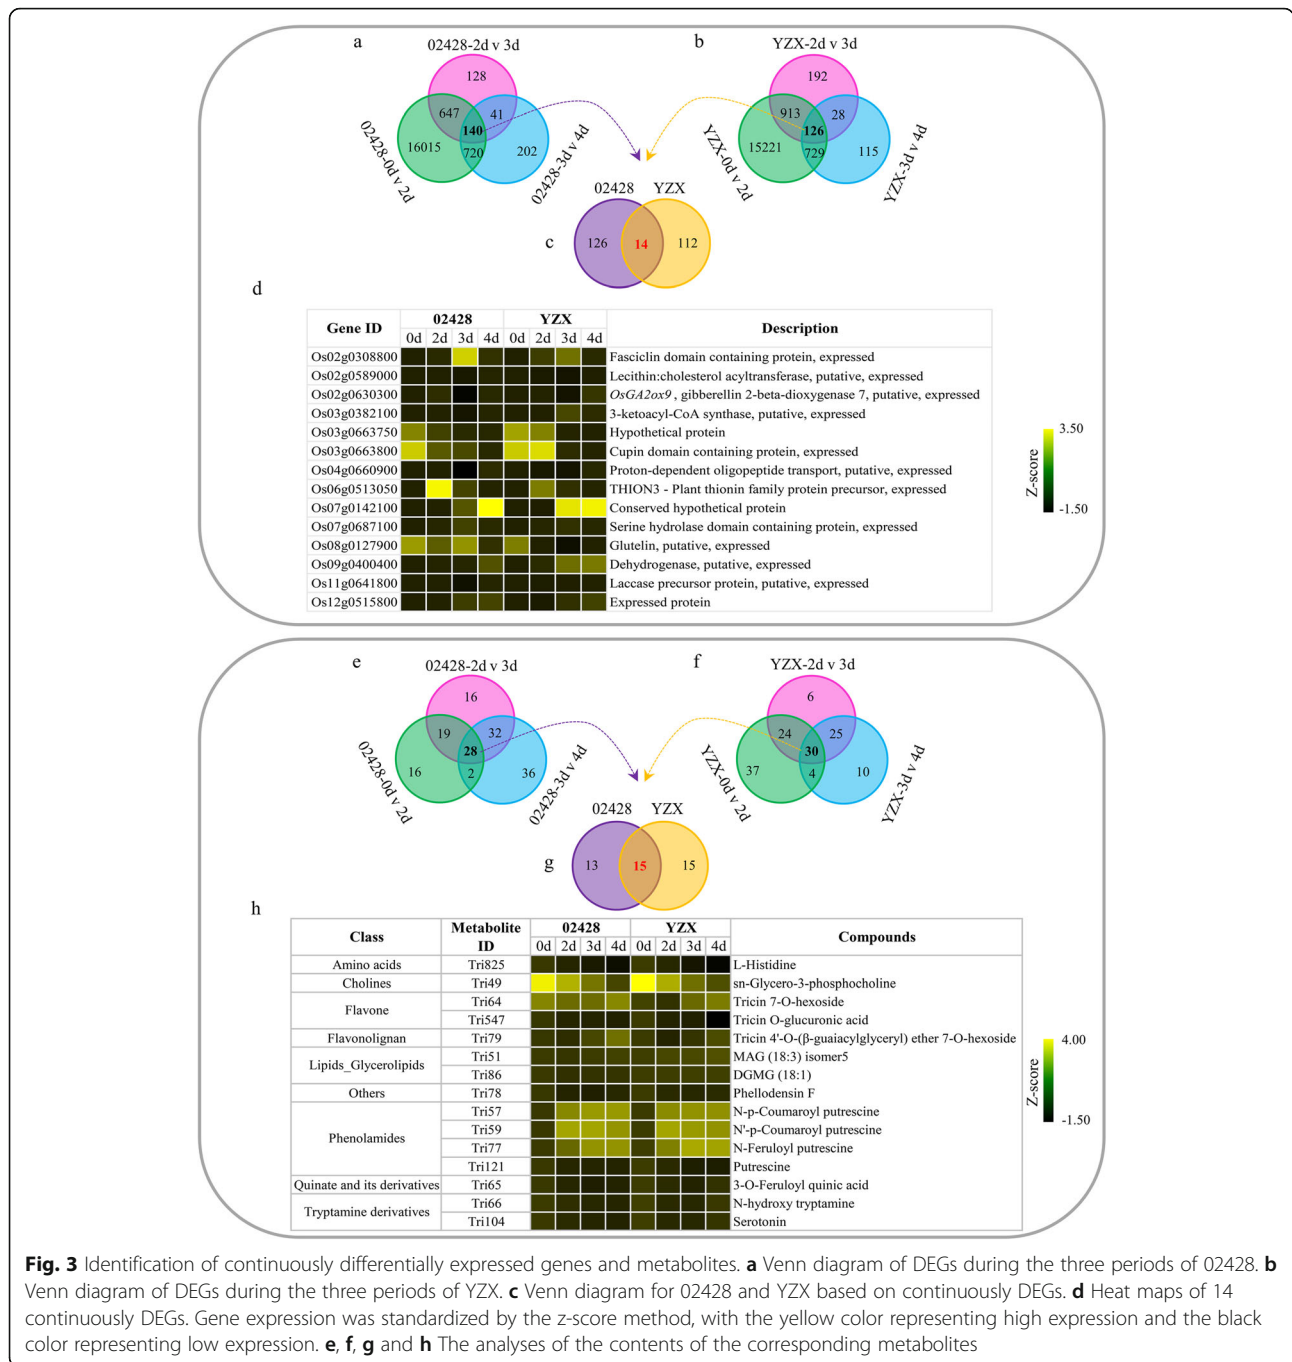 a
b
02428-2d v 3d
YZX-2d v 3d
128
192
647
41
913
28
140
126
16015
720
202
15221
729
115
02428-0d v 2d
02428-3d v 4d
YZX-0d v 2d
YZX-3d v 4d
02428
YZX
c
126
14
112
d
Gene ID
02428
YZX
Description
0d 2d 3d 4d 0d 2d 3d 4d
Os02g0308800 Fasciclin domain containing protein, expressed
Os02g0589000 Lecithin:cholesterol acyltransferase, putative, expressed
Os02g0630300 OsGA2ox9, gibberellin 2-beta-dioxygenase 7, putative, expressed
Os03g0382100 3-ketoacyl-CoA synthase, putative, expressed
Os03g0663750 Hypothetical protein
Os03g0663800 Cupin domain containing protein, expressed
Os04g0660900 Proton-dependent oligopeptide transport, putative, expressed
Os06g0513050 THION3 - Plant thionin family protein precursor, expressed
Os07g0142100 Conserved hypothetical protein
Os07g0687100 Serine hydrolase domain containing protein, expressed
Os08g0127900 Glutelin, putative, expressed
Os09g0400400 Dehydrogenase, putative, expressed
Os11g0641800 Laccase precursor protein, putative, expressed
Os12g0515800 Expressed protein
Z-score
3.50
-1.50
e
f
02428-2d v 3d
YZX-2d v 3d
16
6
19
32
24
25
28
30
16
2
36
37
4
10
02428-0d v 2d
02428-3d v 4d
YZX-0d v 2d
YZX-3d v 4d
02428
YZX
g
13
15
15
h
Class
Metabolite ID
02428
YZX
Compounds
0d 2d 3d 4d 0d 2d 3d 4d
Amino acids Tri825 L-Histidine
Cholines Tri49 sn-Glycero-3-phosphocholine
Flavone Tri64 Tricin 7-O-hexoside
Tri547 Tricin O-glucuronic acid
Flavonolignan Tri79 Tricin 4'-O-(β-guaiacylglyceryl) ether 7-O-hexoside
Lipids_Glycerolipids Tri51 MAG (18:3) isomer5
Tri86 DGMG (18:1)
Others Tri78 Phellodensin F
Phenolamides Tri57 N-p-Coumaroyl putrescine
Tri59 N'-p-Coumaroyl putrescine
Tri77 N-Feruloyl putrescine
Tri121 Putrescine
Quinate and its derivatives Tri65 3-O-Feruloyl quinic acid
Tryptamine derivatives Tri66 N-hydroxy tryptamine
Tri104 Serotonin
Z-score
4.00
-1.50
Fig. 3 Identification of continuously differentially expressed genes and metabolites. a Venn diagram of DEGs during the three periods of 02428. b
Venn diagram of DEGs during the three periods of YZX. c Venn diagram for 02428 and YZX based on continuously DEGs. d Heat maps of 14
continuously DEGs. Gene expression was standardized by the z-score method, with the yellow color representing high expression and the black
color representing low expression. e, f, g and h The analyses of the contents of the corresponding metabolites